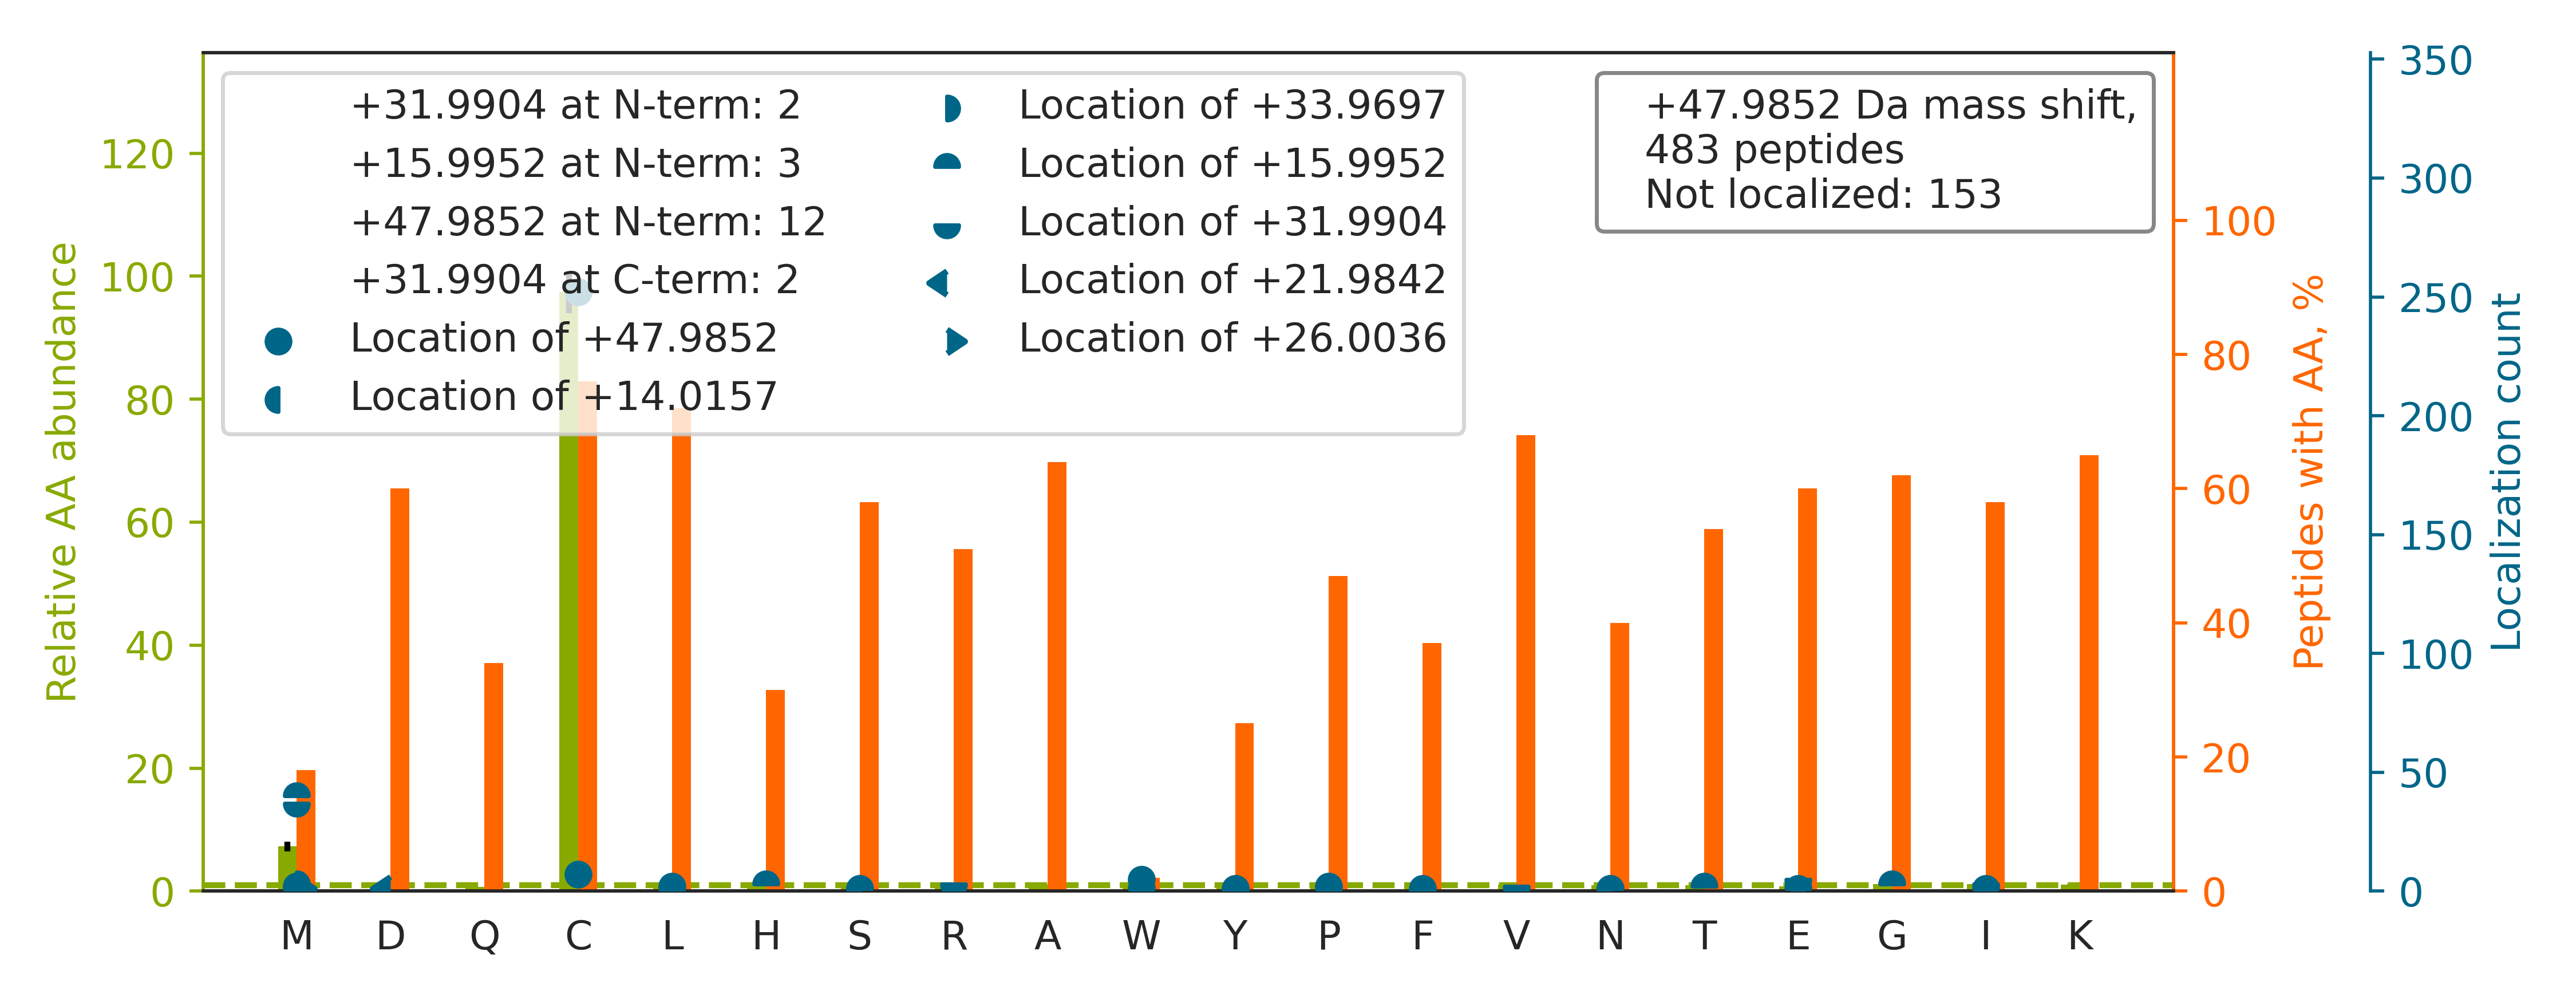 +31.9904 at N-term: 2
+15.9952 at N-term: 3
+47.9852 at N-term: 12
+31.9904 at C-term: 2
Location of +47.9852
Location of +14.0157
Location of +33.9697
Location of +15.9952
Location of +31.9904
Location of +21.9842
Location of +26.0036
+47.9852 Da mass shift,
483 peptides
Not localized: 153
Relative AA abundance
120
100
80
60
40
20
0
M D Q C L H S R A W Y P F V N T E G I K
100
80
60
40
20
0
Peptides with AA, %
350
300
250
200
150
100
50
0
Localization count